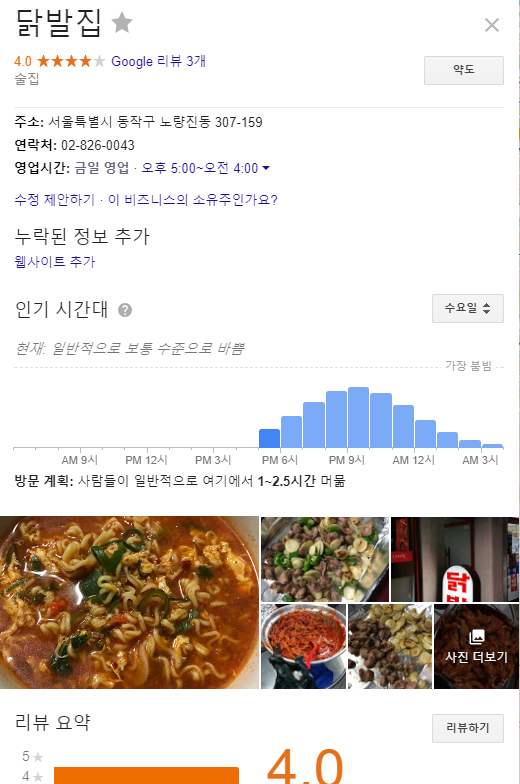 닭발집
4.0 Google 리뷰 3개
술집
약도
주소: 서울특별시 동작구 노량진동 307-159
연락처: 02-826-0043
영업시간: 금일 영업 · 오후 5:00~오전 4:00
수정 제안하기 · 이 비즈니스의 소유주인가요?
누락된 정보 추가
웹사이트 추가
인기 시간대 ?
수요일
현재: 일반적으로 보통 수준으로 바쁨
가장 붐빔
AM 9시 PM 12시 PM 3시 PM 6시 PM 9시 AM 12시 AM 3시
방문 계획: 사람들이 일반적으로 여기에서 1~2.5시간 머묾
닭
사진 더보기
리뷰 요약
리뷰하기
5
4
4.0